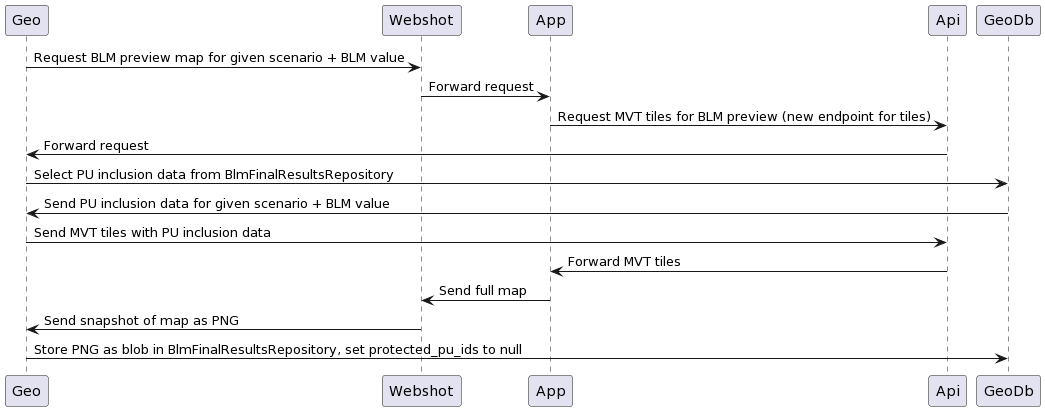 Geo Webshot App Api GeoDb
Request BLM preview map for given scenario + BLM value
Forward request
Request MVT tiles for BLM preview (new endpoint for tiles)
Forward request
Select PU inclusion data from BlmFinalResultsRepository
Send PU inclusion data for given scenario + BLM value
Send MVT tiles with PU inclusion data
Forward MVT tiles
Send full map
Send snapshot of map as PNG
Store PNG as blob in BlmFinalResultsRepository, set protected_pu_ids to null
Geo Webshot App Api GeoDb